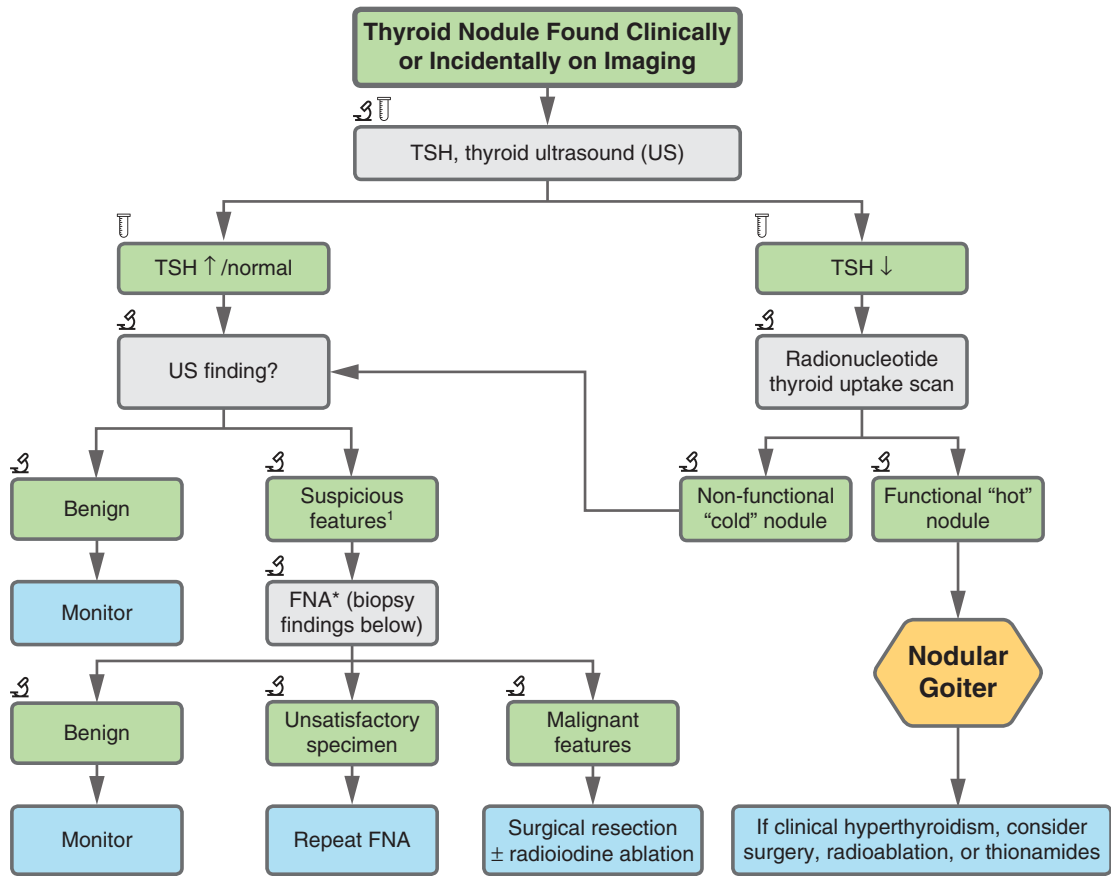 Thyroid Nodule Found Clinically
or Incidentally on Imaging
TSH, thyroid ultrasound (US)
TSH ↑ /normal
TSH ↓
US finding?
Radionucleotide
thyroid uptake scan
Benign
Suspicious
features¹
Non-functional
“cold” nodule
Functional “hot”
nodule
Monitor
FNA* (biopsy
findings below)
Nodular
Goiter
Benign
Unsatisfactory
specimen
Malignant
features
Monitor
Repeat FNA
Surgical resection
± radioiodine ablation
If clinical hyperthyroidism, consider
surgery, radioablation, or thionamides